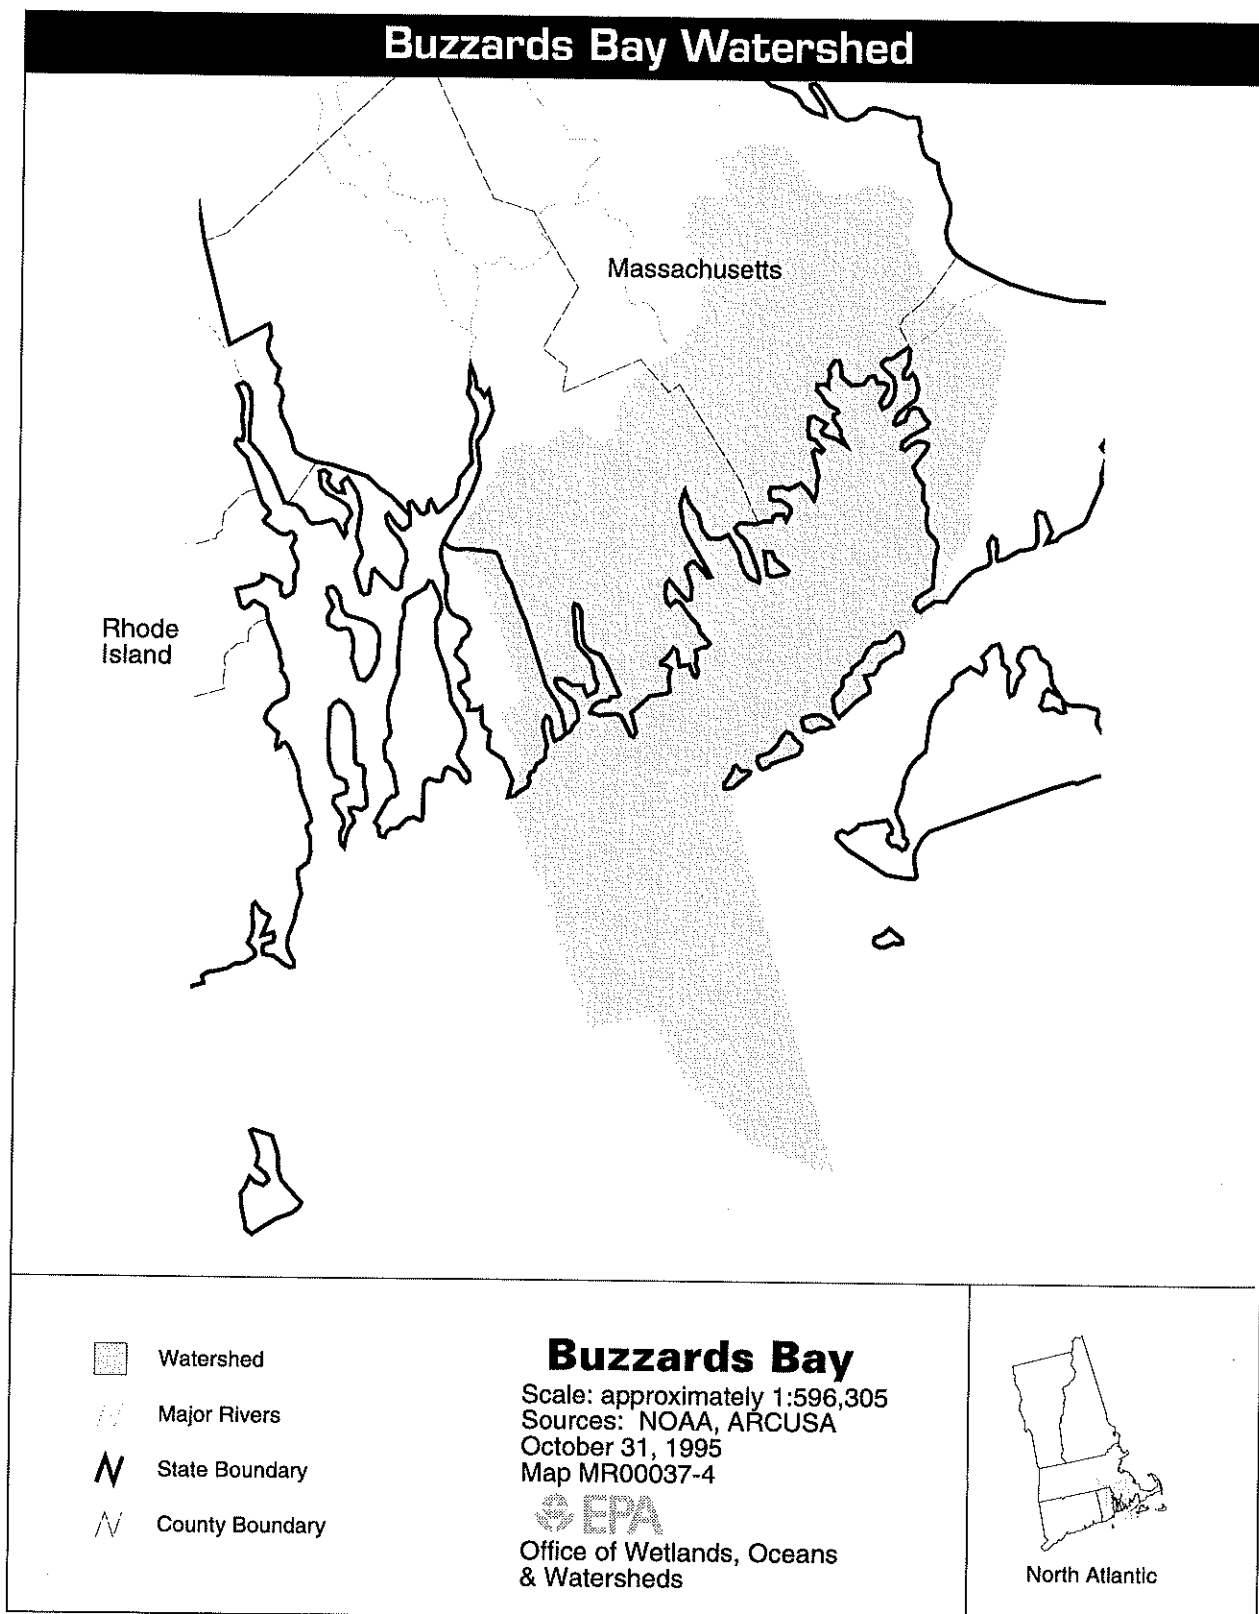 Buzzards Bay Watershed
Massachusetts
Rhode
Island
Watershed
Major Rivers
State Boundary
County Boundary
Buzzards Bay
Scale: approximately 1:596,305
Sources: NOAA, ARCUSA
October 31, 1995
Map MR00037-4
EPA
Office of Wetlands, Oceans
& Watersheds
North Atlantic